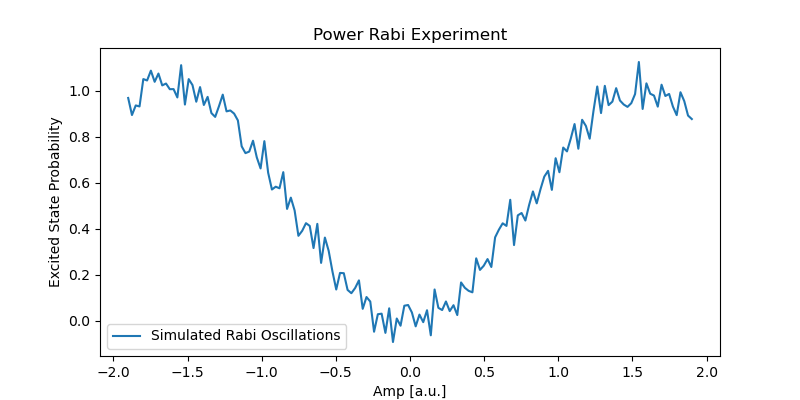 Power Rabi Experiment
Excited State Probability
1.0
0.8
0.6
0.4
0.2
0.0
Simulated Rabi Oscillations
−2.0 −1.5 −1.0 −0.5 0.0 0.5 1.0 1.5 2.0
Amp [a.u.]